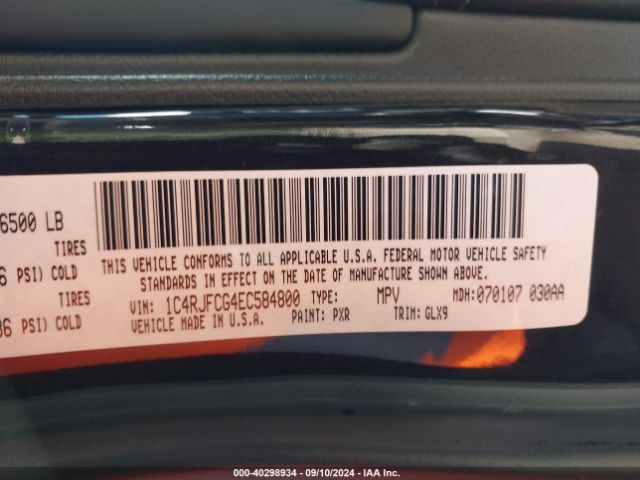 6500 LB
TIRES
6 PSI) COLD
TIRES
36 PSI) COLD
THIS VEHICLE CONFORMS TO ALL APPLICABLE U.S.A. FEDERAL MOTOR VEHICLE SAFETY
STANDARDS IN EFFECT ON THE DATE OF MANUFACTURE SHOWN ABOVE.
VIN: 1C4RJFCG4EC584800 TYPE: MPV MDH: 070107 030AA
VEHICLE MADE IN U.S.A. PAINT: PXR TRIM: GLX9
000-40298934 - 09/10/2024 - IAA Inc.